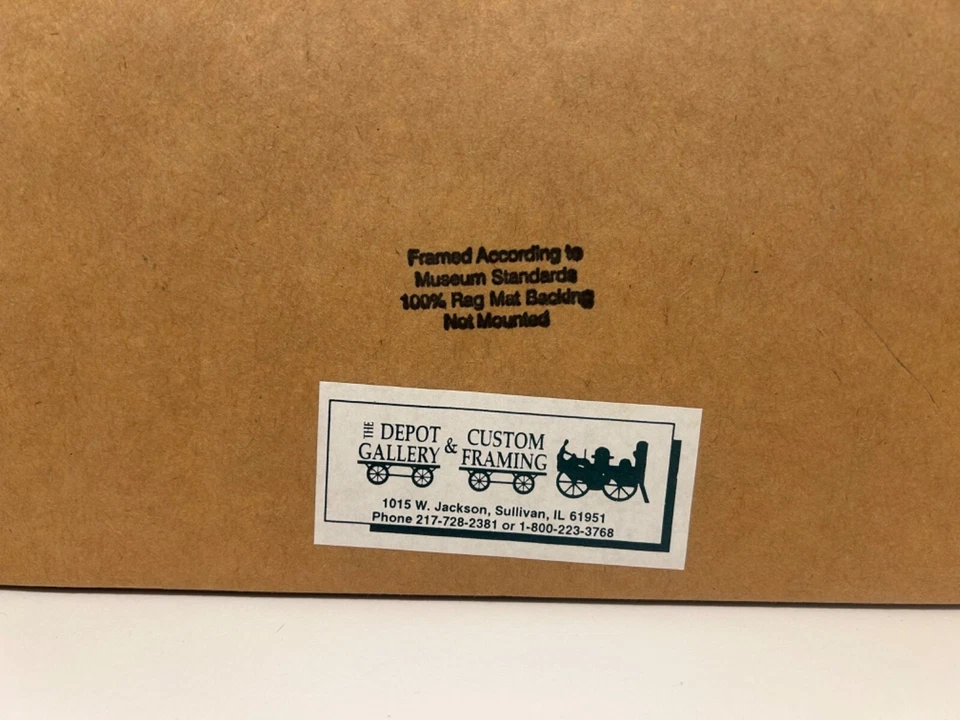 Framed According to
Museum Standards
100% Rag Mat Backing
Not Mounted
THE DEPOT GALLERY & CUSTOM FRAMING
1015 W. Jackson, Sullivan, IL 61951
Phone 217-728-2381 or 1-800-223-3768